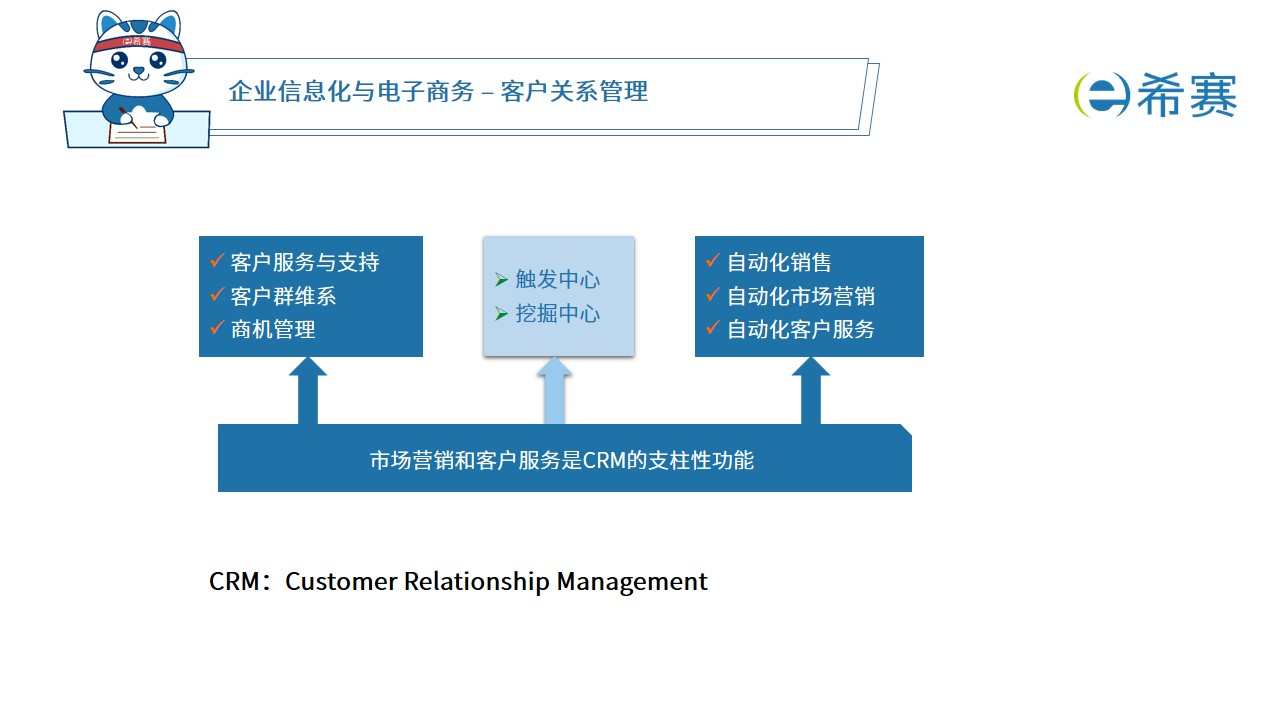 希赛
企业信息化与电子商务 – 客户关系管理
希赛
客户服务与支持
客户群维系
商机管理
触发中心
挖掘中心
自动化销售
自动化市场营销
自动化客户服务
市场营销和客户服务是CRM的支柱性功能
CRM：Customer Relationship Management